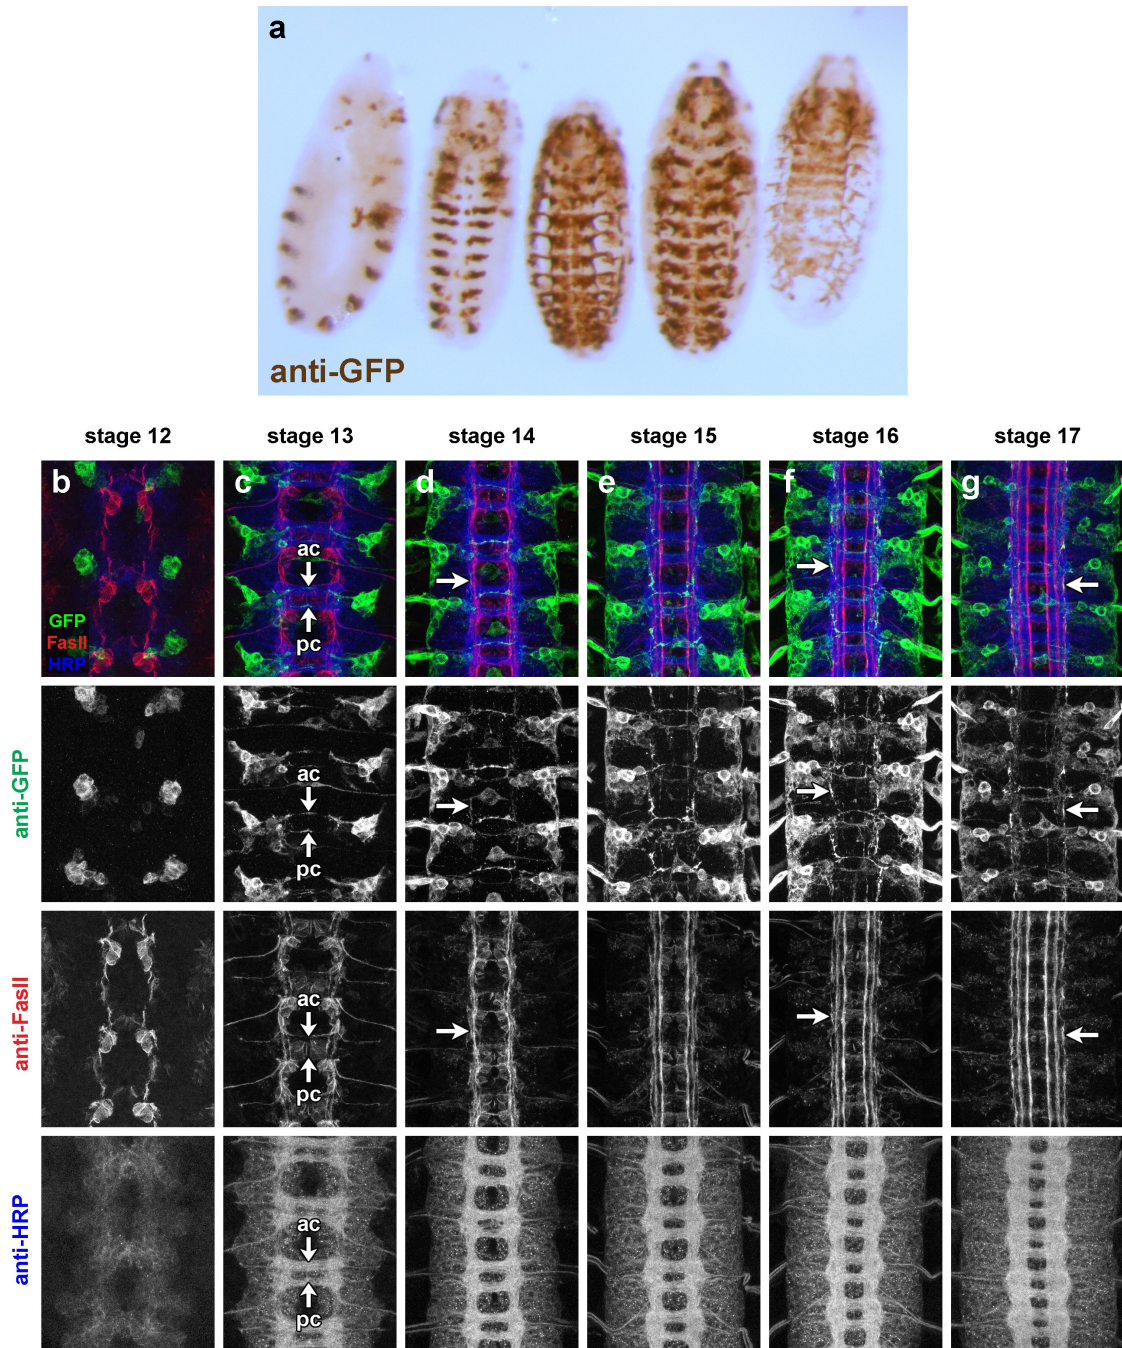 a
anti-GFP
stage 12
stage 13
stage 14
stage 15
stage 16
stage 17
b
c
d
e
f
g
ac
pc
GFP
FasII
HRP
anti-GFP
ac
pc
anti-FasII
ac
pc
anti-HRP
ac
pc